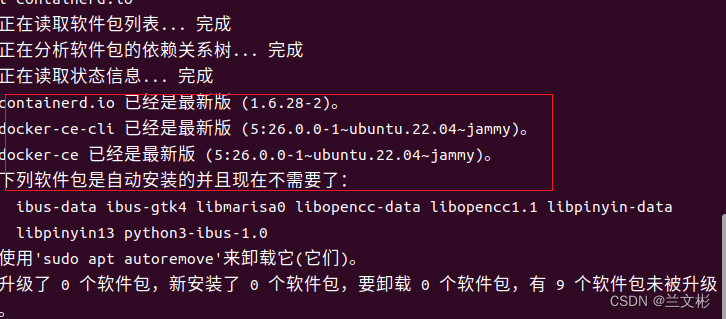 containerd.io
正在读取软件包列表... 完成
正在分析软件包的依赖关系树... 完成
正在读取状态信息... 完成
containerd.io 已经是最新版 (1.6.28-2)。
docker-ce-cli 已经是最新版 (5:26.0.0-1~ubuntu.22.04~jammy)。
docker-ce 已经是最新版 (5:26.0.0-1~ubuntu.22.04~jammy)。
下列软件包是自动安装的并且现在不需要了：
ibus-data ibus-gtk4 libmarisa0 libopencc-data libopencc1.1 libpinyin-data
libpinyin13 python3-ibus-1.0
使用'sudo apt autoremove'来卸载它(它们)。
升级了 0 个软件包，新安装了 0 个软件包，要卸载 0 个软件包，有 9 个软件包未被升级
。
CSDN @兰文彬